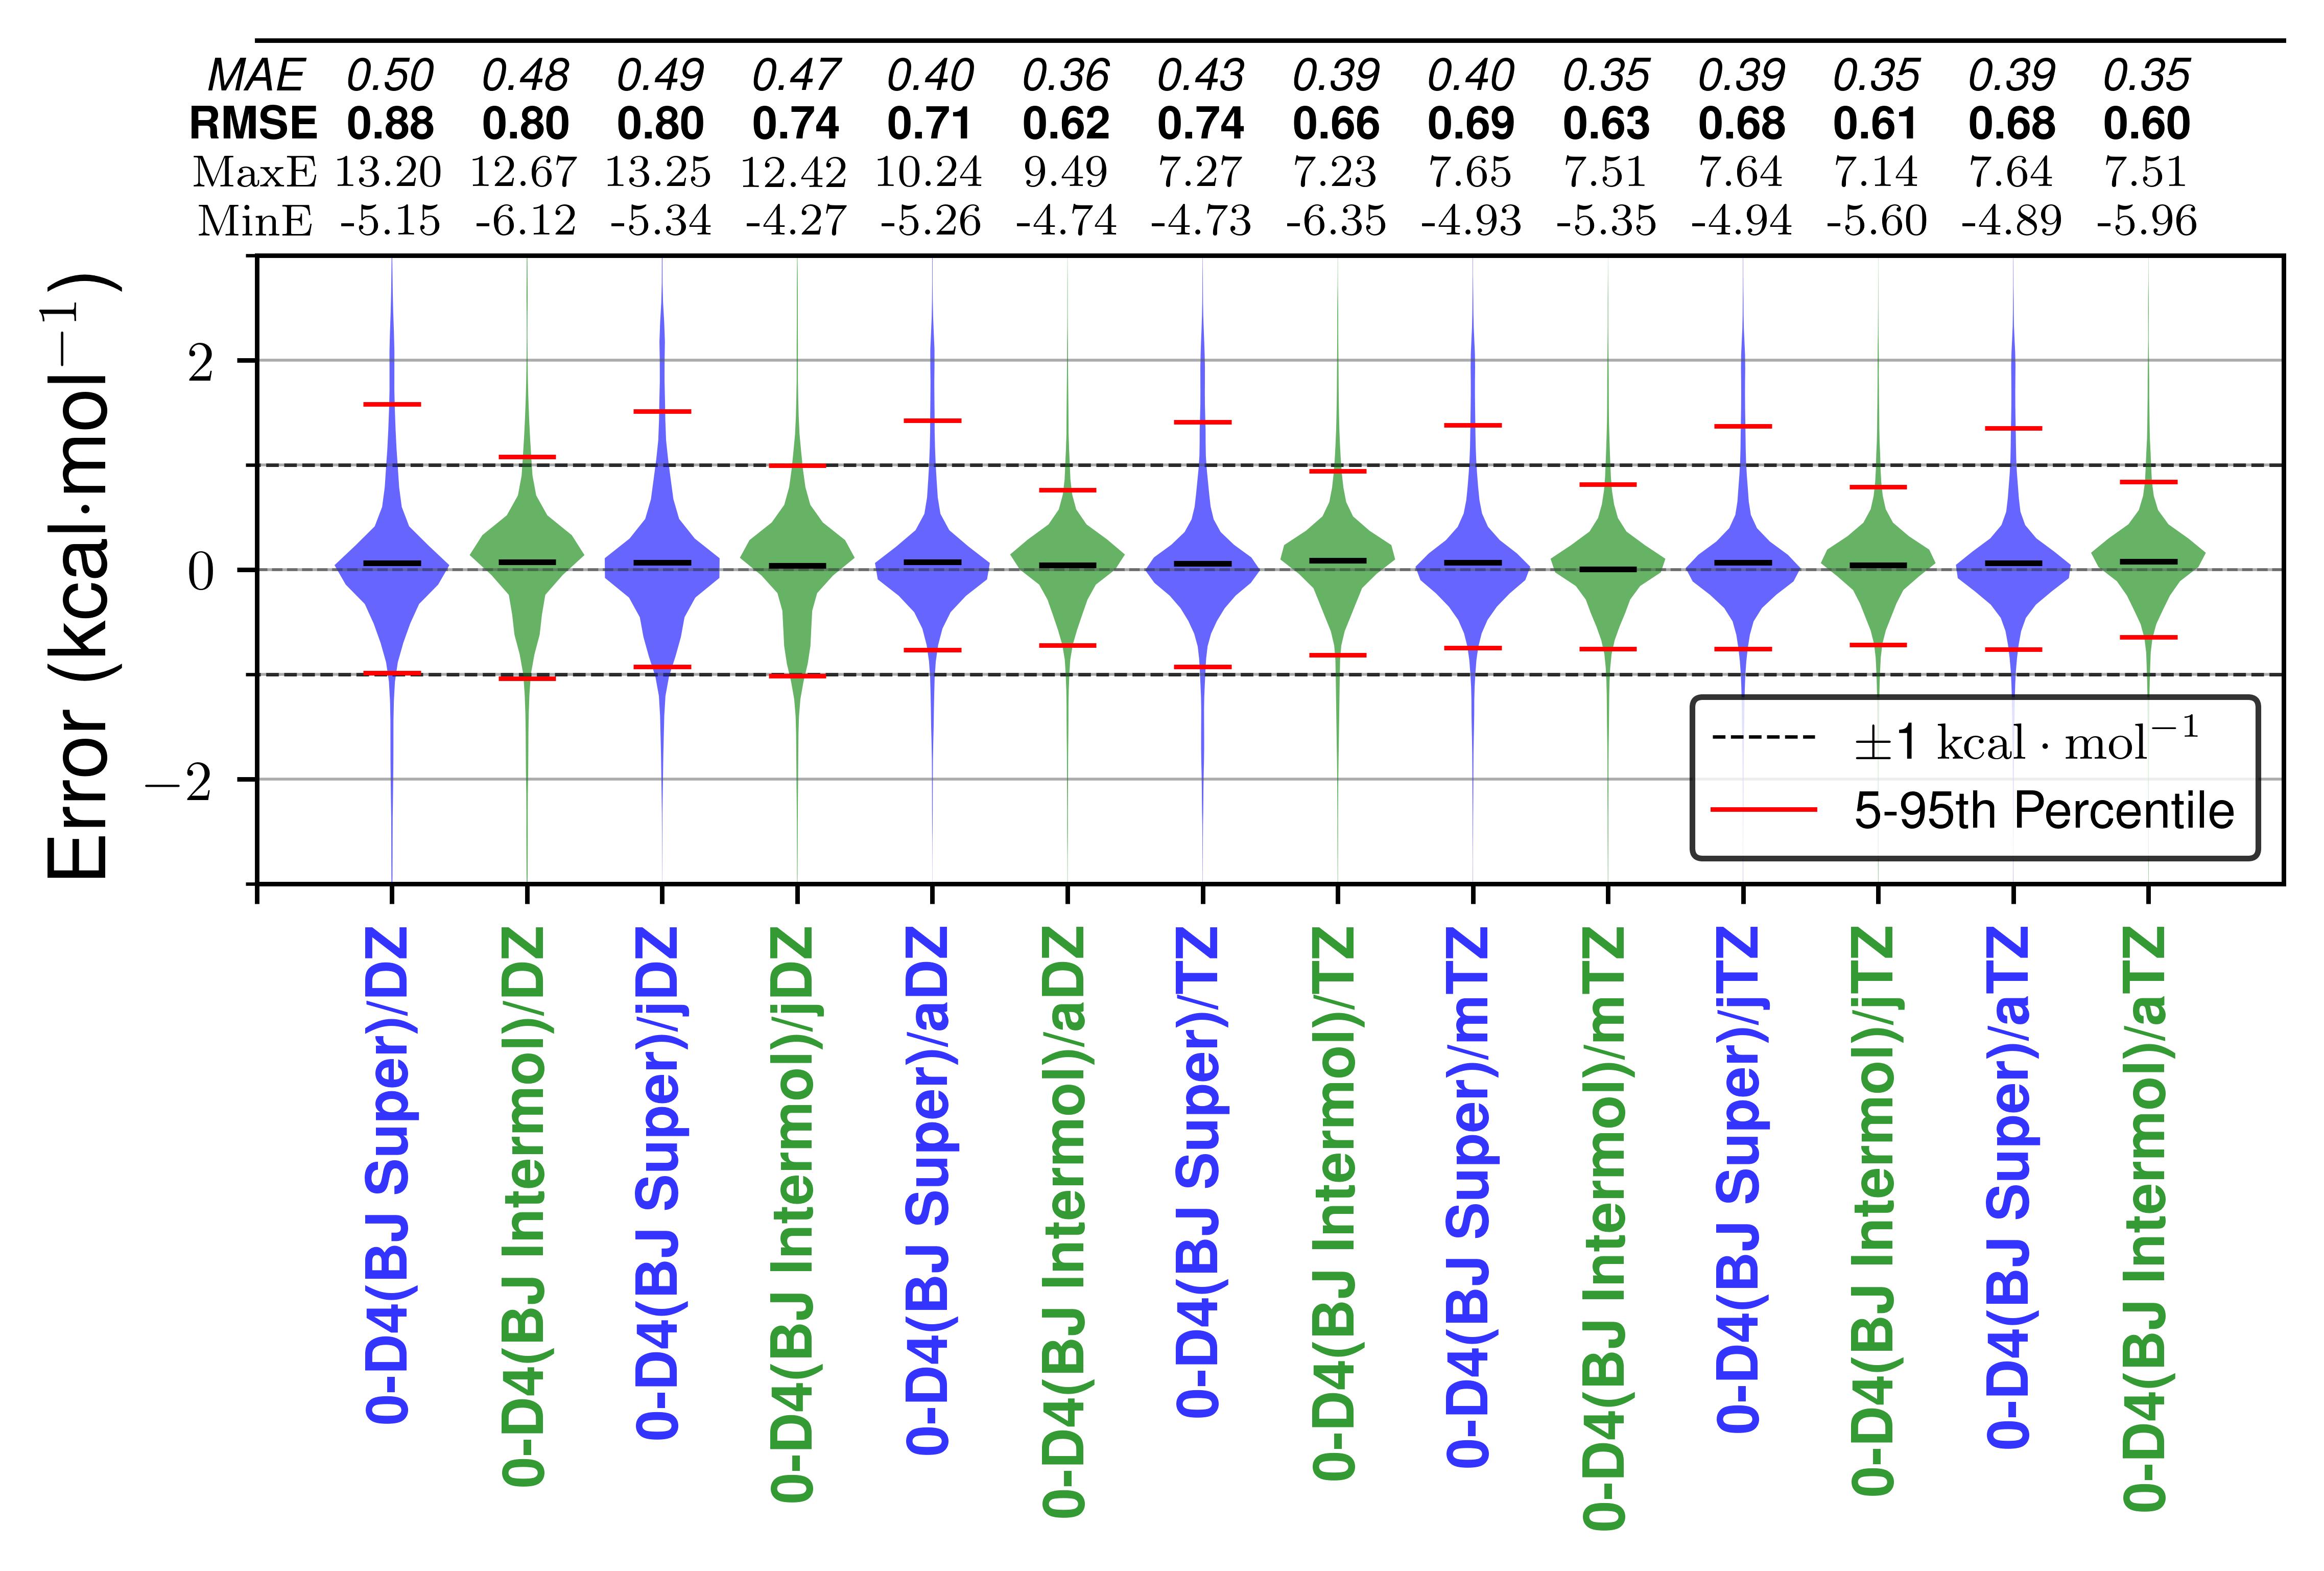 MAE 0.50 0.48 0.49 0.47 0.40 0.36 0.43 0.39 0.40 0.35 0.39 0.35 0.39 0.35
RMSE 0.88 0.80 0.80 0.74 0.71 0.62 0.74 0.66 0.69 0.63 0.68 0.61 0.68 0.60
MaxE 13.20 12.67 13.25 12.42 10.24 9.49 7.27 7.23 7.65 7.51 7.64 7.14 7.64 7.51
MinE -5.15 -6.12 -5.34 -4.27 -5.26 -4.74 -4.73 -6.35 -4.93 -5.35 -4.94 -5.60 -4.89 -5.96
Error (kcal·mol⁻¹)
2
0
−2
±1 kcal · mol⁻¹
5-95th Percentile
0-D4(BJ Super)/DZ
0-D4(BJ Intermol)/DZ
0-D4(BJ Super)/jDZ
0-D4(BJ Intermol)/jDZ
0-D4(BJ Super)/aDZ
0-D4(BJ Intermol)/aDZ
0-D4(BJ Super)/TZ
0-D4(BJ Intermol)/TZ
0-D4(BJ Super)/mTZ
0-D4(BJ Intermol)/mTZ
0-D4(BJ Super)/jTZ
0-D4(BJ Intermol)/jTZ
0-D4(BJ Super)/aTZ
0-D4(BJ Intermol)/aTZ